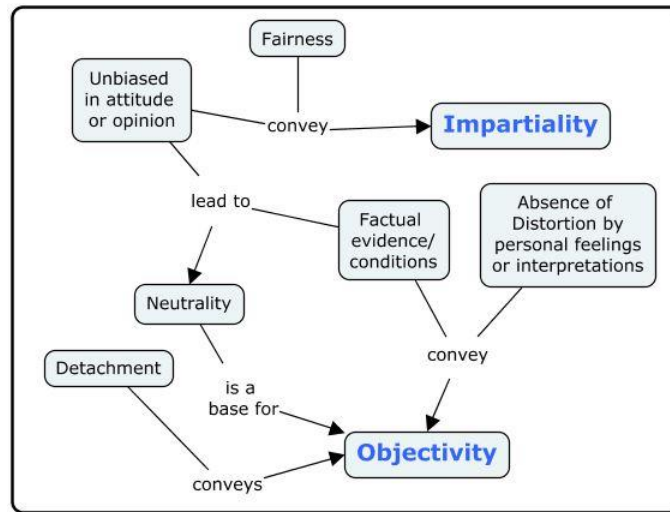 Fairness
Unbiased
in attitude
or opinion
convey
Impartiality
lead to
Factual
evidence/
conditions
Absence of
Distortion by
personal feelings
or interpretations
Neutrality
convey
Detachment
is a
base for
Objectivity
conveys